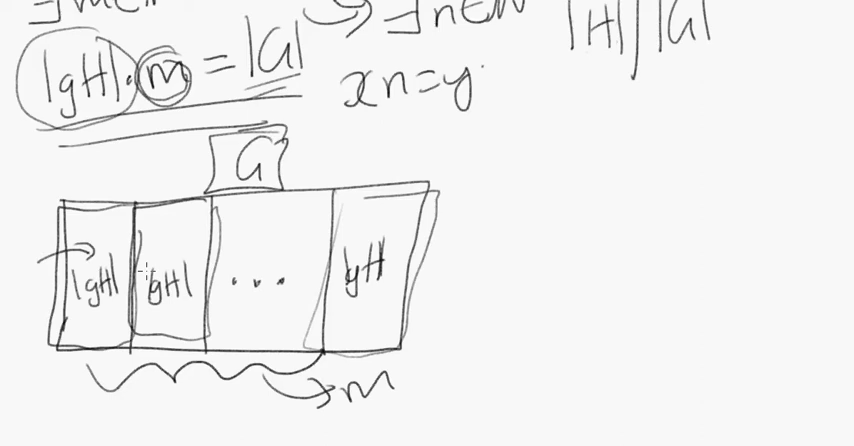 ∃m∈ℕ
|gH|·m = |G| → ∃n∈ℕ |H| | |G|
xn=y
G
|gH| |gH| ... |gH
→ m